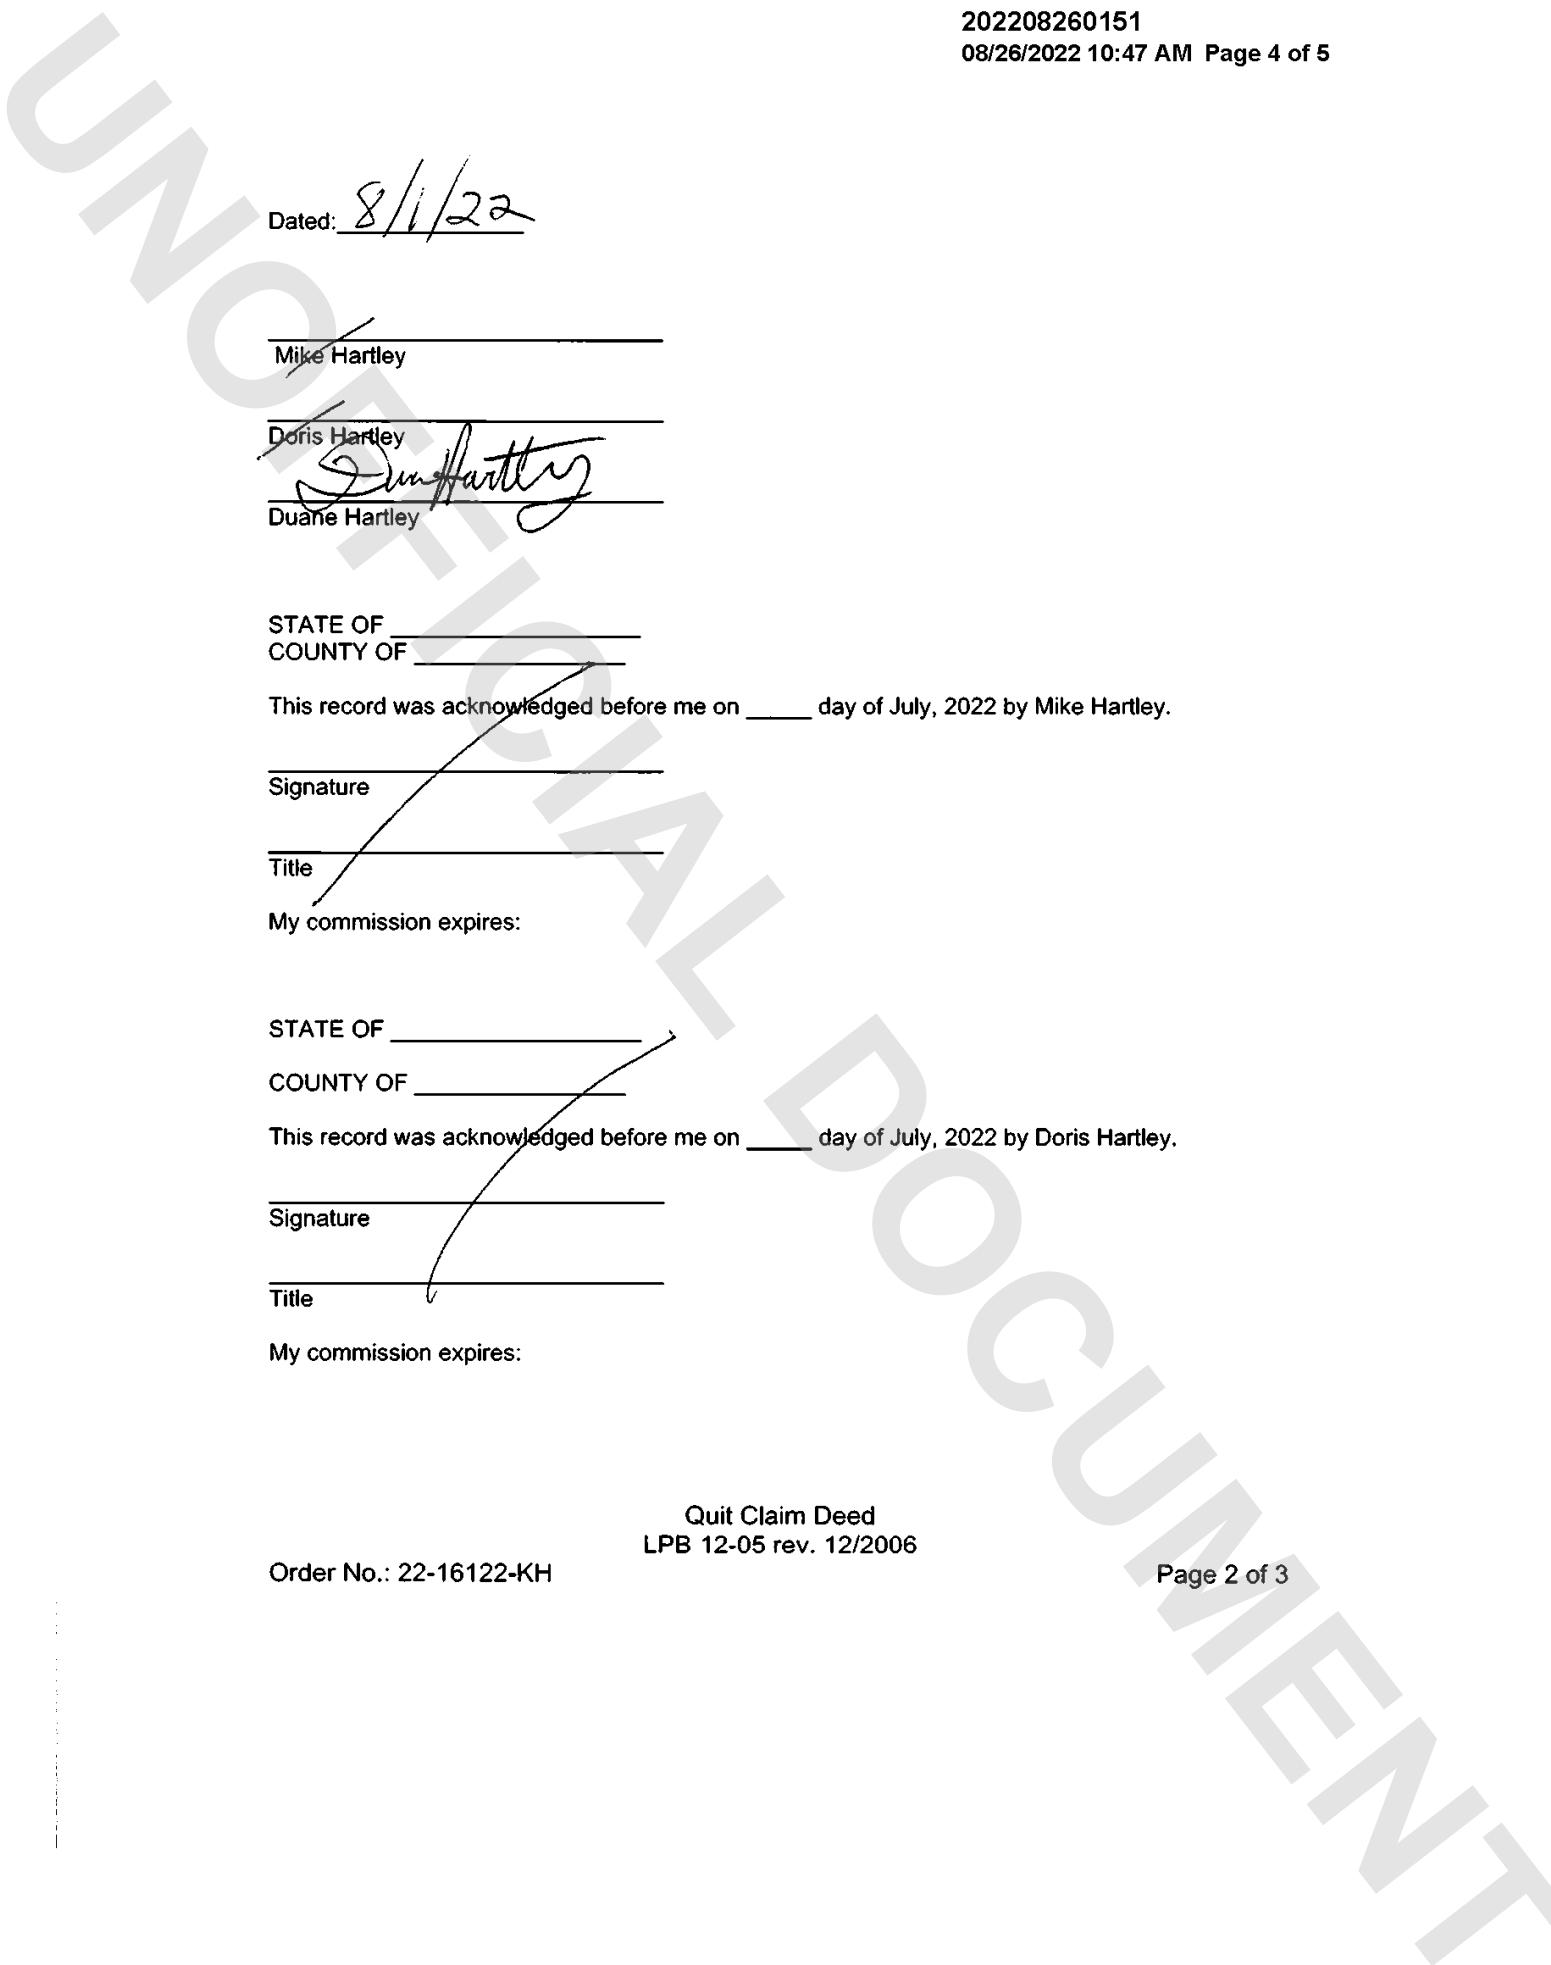 202208260151
08/26/2022 10:47 AM Page 4 of 5
Dated: 8/1/22
Mike Hartley
Doris Hartley
Duane Hartley
Duane Hartley
STATE OF
COUNTY OF
This record was acknowledged before me on ______ day of July, 2022 by Mike Hartley.
Signature
Title
My commission expires:
STATE OF
COUNTY OF
This record was acknowledged before me on ______ day of July, 2022 by Doris Hartley.
Signature
Title
My commission expires:
Quit Claim Deed
LPB 12-05 rev. 12/2006
Order No.: 22-16122-KH
Page 2 of 3
UNOFFICIAL DOCUMENT